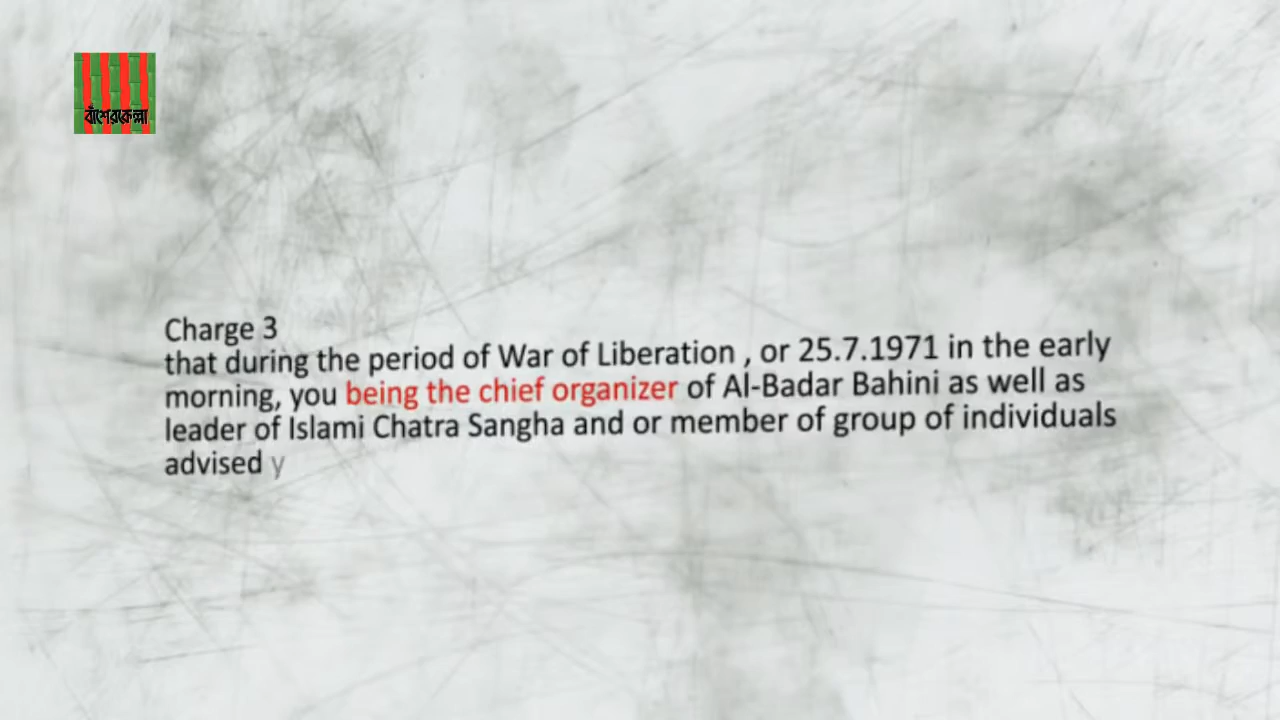 বাঁশেরকেল্লা
Charge 3
that during the period of War of Liberation , or 25.7.1971 in the early
morning, you being the chief organizer of Al-Badar Bahini as well as
leader of Islami Chatra Sangha and or member of group of individuals
advised y